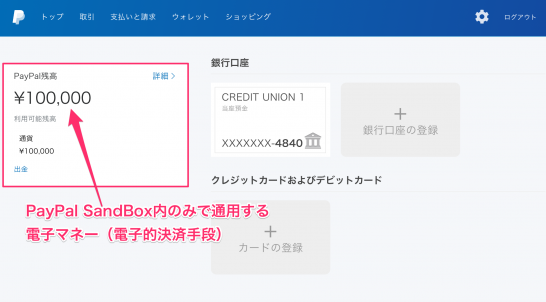 トップ 取引 支払いと請求 ウォレット ショッピング ログアウト
PayPal残高 詳細
¥100,000
利用可能残高
通貨
¥100,000
出金
銀行口座
CREDIT UNION 1
当座預金
XXXXXXX-4840
銀行口座の登録
クレジットカードおよびデビットカード
カードの登録
PayPal SandBox内のみで通用する
電子マネー（電子的決済手段）